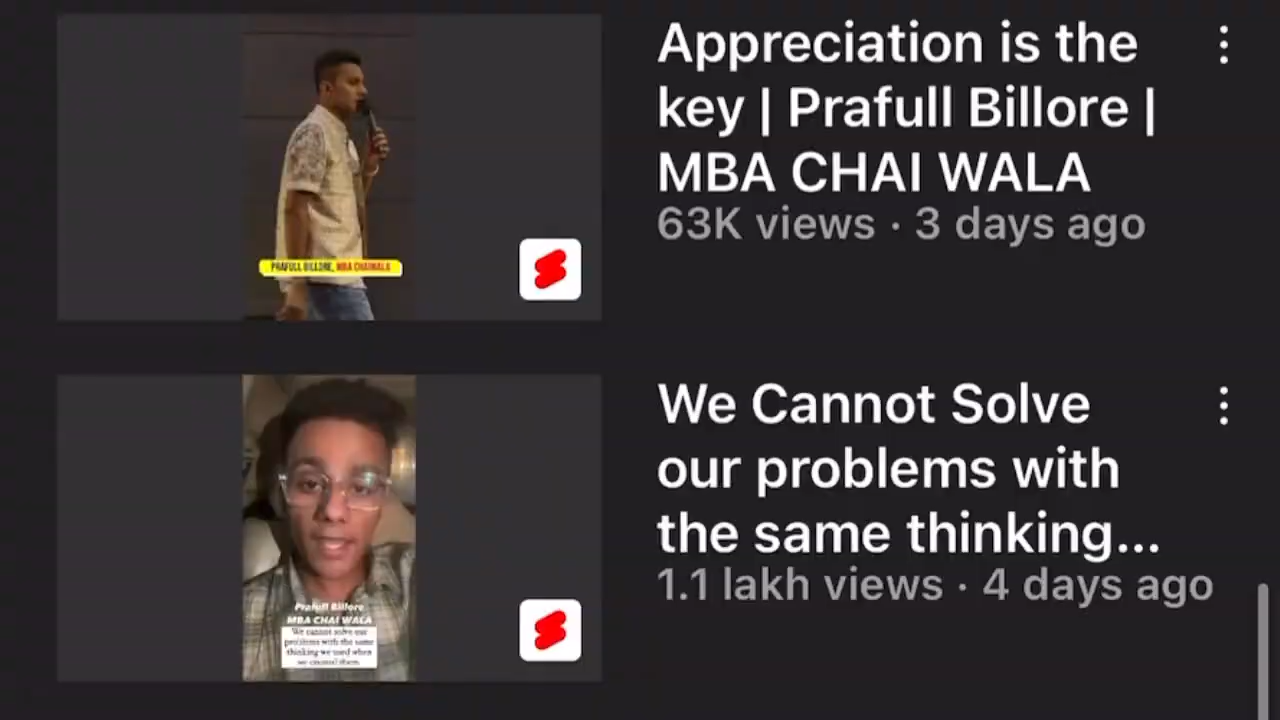 Appreciation is the
key | Prafull Billore |
MBA CHAI WALA
63K views · 3 days ago
PRAFULL BILLORE, MBA CHAIWALA
We Cannot Solve
our problems with
the same thinking...
1.1 lakh views · 4 days ago
Prafull Billore
MBA CHAI WALA
We cannot solve our
problems with the same
thinking we used when
we created them